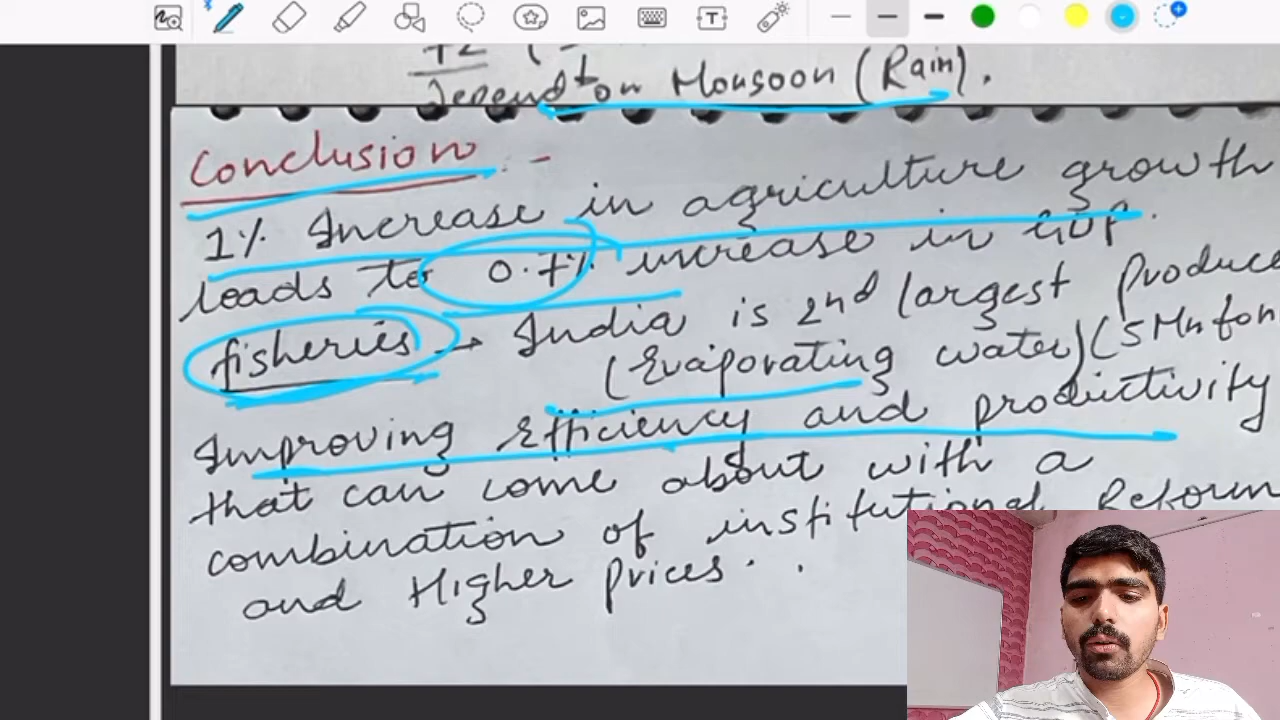 Depend on Monsoon (Rain).
Conclusion :-
1% Increase in agriculture growth
leads to 0.7% increase in GDP.
fisheries → India is 2nd largest Produce
(Evaporating water) (5 Mn ton
Improving Efficiency and productivity
that can come about with a
combination of institutional Reform
and Higher Prices.